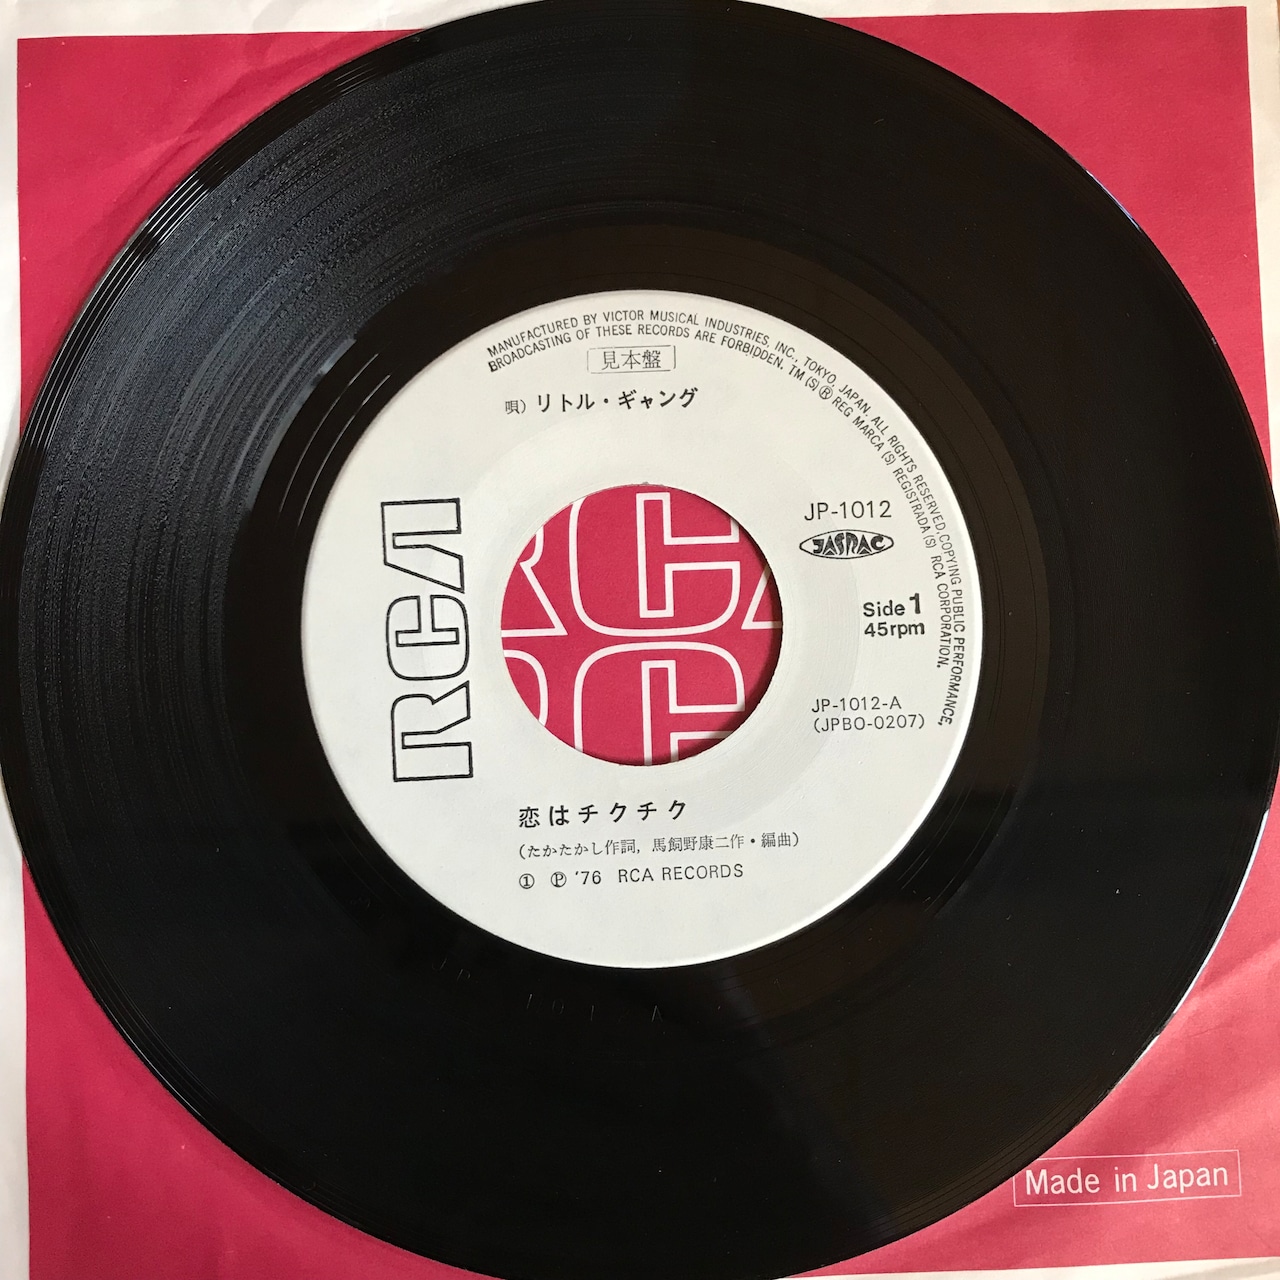 MANUFACTURED BY VICTOR MUSICAL INDUSTRIES, INC., TOKYO, JAPAN. ALL RIGHTS RESERVED, COPYING PUBLIC PERFORMANCE,
BROADCASTING OF THESE RECORDS ARE FORBIDDEN. TM (S) ® REG MARCA (S) REGISTRADA (S) RCA CORPORATION.
見本盤
唄) リトル・ギャング
RCA
JP-1012
JASRAC
Side 1
45rpm
JP-1012-A
(JPBO-0207)
恋はチクチク
(たかたかし作詞, 馬飼野康二作・編曲)
① Ⓟ '76 RCA RECORDS
JP 1012 A
Made in Japan